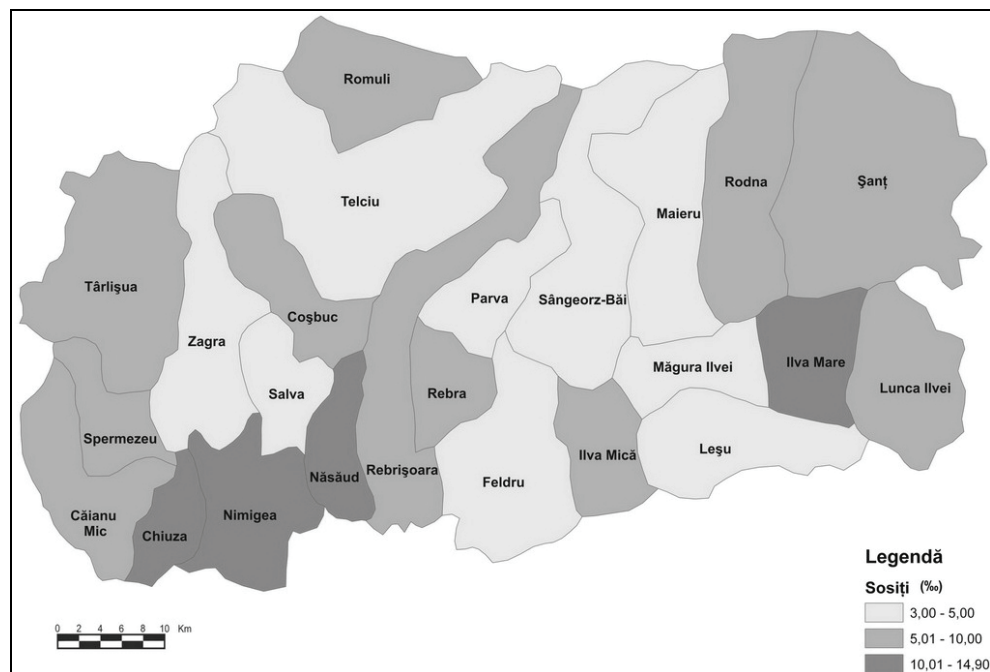 Romuli
Telciu
Rodna
Şanţ
Maieru
Târlişua
Parva
Sângeorz-Băi
Coşbuc
Zagra
Măgura Ilvei
Ilva Mare
Lunca Ilvei
Salva
Rebra
Spermezeu
Leşu
Ilva Mică
Năsăud
Rebrişoara
Feldru
Căianu
Mic
Nimigea
Chiuza
Legendă
Sosiţi (‰)
3,00 - 5,00
5,01 - 10,00
10,01 - 14,90
0 2 4 6 8 10 Km